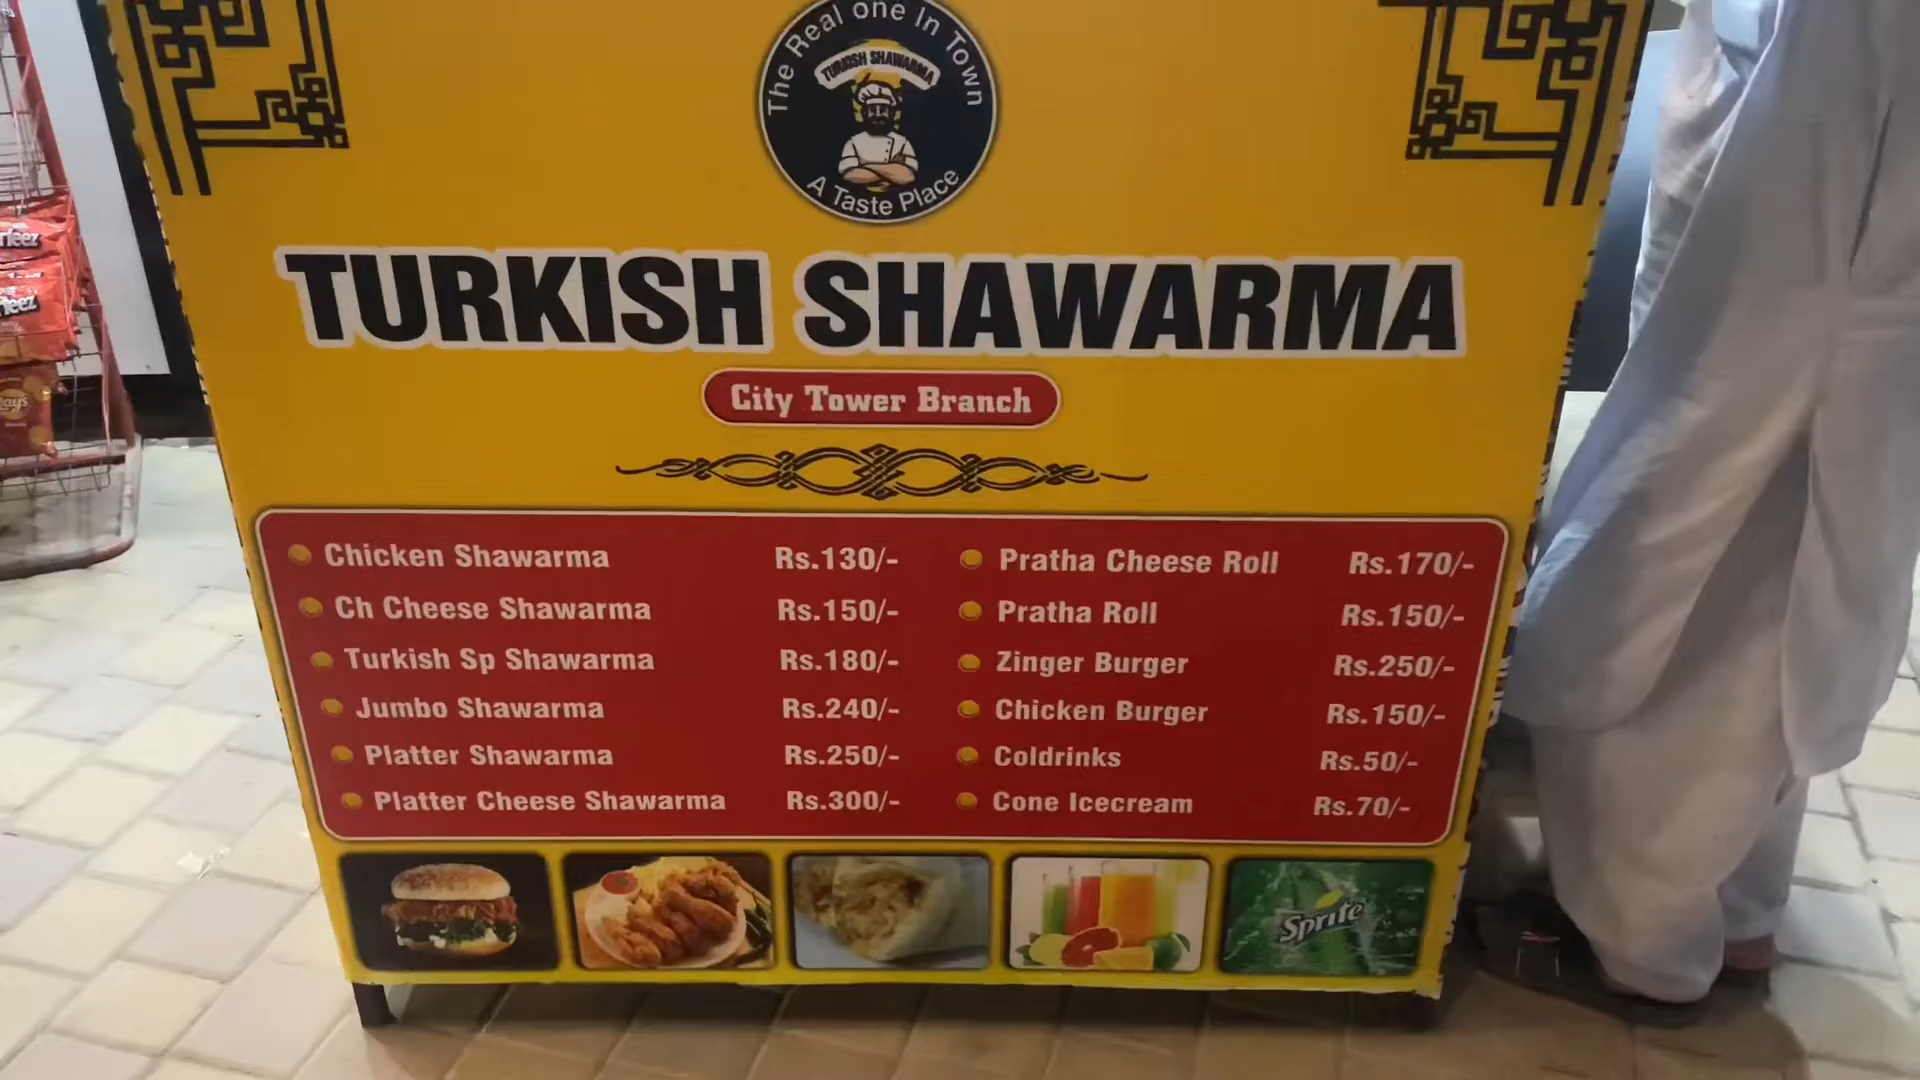 The Real one In Town
TURKISH SHAWARMA
A Taste Place
TURKISH SHAWARMA
City Tower Branch
Chicken Shawarma Rs.130/-
Ch Cheese Shawarma Rs.150/-
Turkish Sp Shawarma Rs.180/-
Jumbo Shawarma Rs.240/-
Platter Shawarma Rs.250/-
Platter Cheese Shawarma Rs.300/-
Pratha Cheese Roll Rs.170/-
Pratha Roll Rs.150/-
Zinger Burger Rs.250/-
Chicken Burger Rs.150/-
Coldrinks Rs.50/-
Cone Icecream Rs.70/-
Sprite